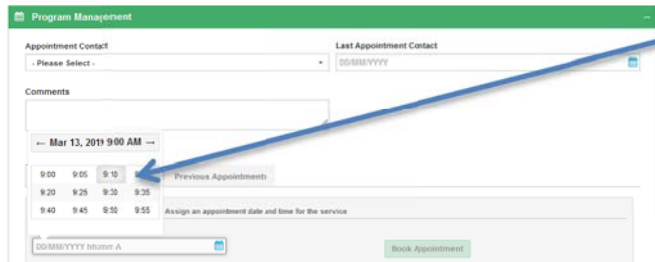 Program Management
Appointment Contact
Last Appointment Contact
- Please Select -
DD/MM/YYYY
Comments
← Mar 13, 2019 9:00 AM →
9:00 9:05 9:10
Previous Appointments
9:20 9:25 9:30 9:35
9:40 9:45 9:50 9:55
Assign an appointment date and time for the service
DD/MM/YYYY hh:mm A
Book Appointment